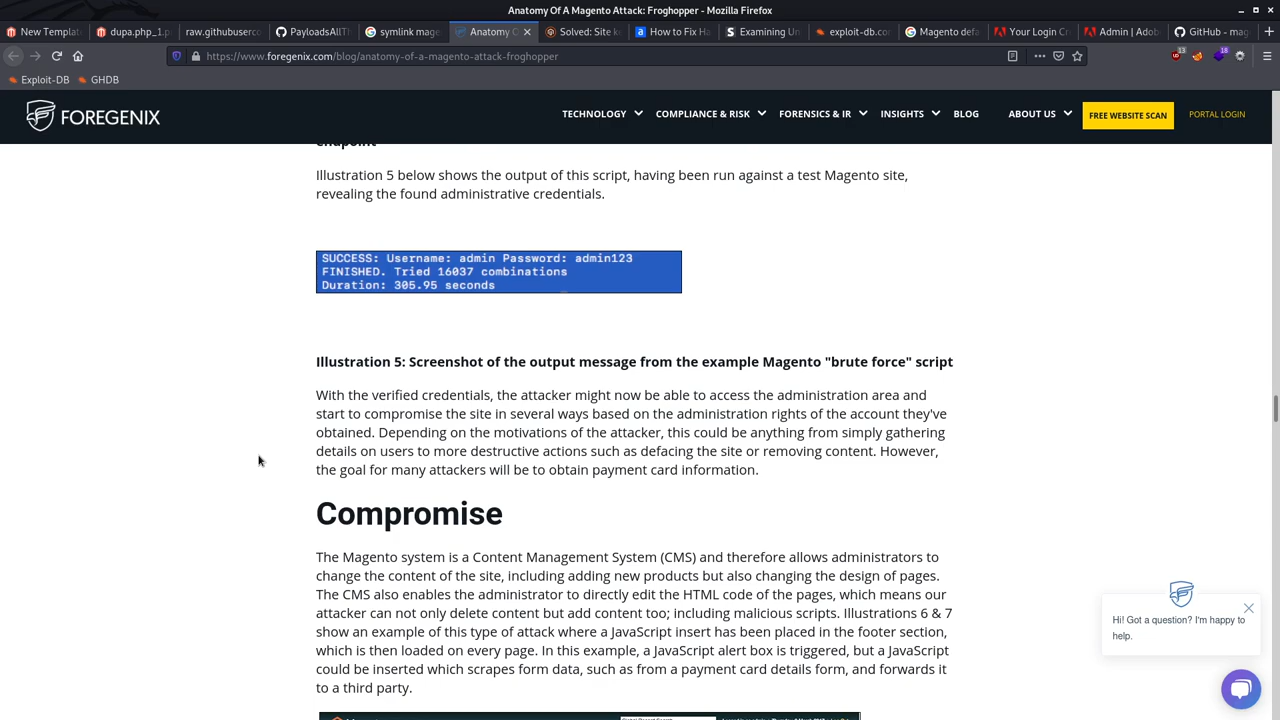 Anatomy Of A Magento Attack: Froghopper - Mozilla Firefox
New Templat
dupa.php_1.p
raw.githubuserco
PayloadsAllTh
symlink mage
Anatomy O
Solved: Site k
How to Fix Ha
Examining Un
exploit-db.co
Magento defa
Your Login Cr
Admin | Adob
GitHub - mag
https://www.foregenix.com/blog/anatomy-of-a-magento-attack-froghopper
13
18
Exploit-DB
GHDB
FOREGENIX
TECHNOLOGY
COMPLIANCE & RISK
FORENSICS & IR
INSIGHTS
BLOG
ABOUT US
FREE WEBSITE SCAN
PORTAL LOGIN
endpoint
Illustration 5 below shows the output of this script, having been run against a test Magento site,
revealing the found administrative credentials.
SUCCESS: Username: admin Password: admin123
FINISHED. Tried 16037 combinations
Duration: 305.95 seconds
Illustration 5: Screenshot of the output message from the example Magento "brute force" script
With the verified credentials, the attacker might now be able to access the administration area and
start to compromise the site in several ways based on the administration rights of the account they've
obtained. Depending on the motivations of the attacker, this could be anything from simply gathering
details on users to more destructive actions such as defacing the site or removing content. However,
the goal for many attackers will be to obtain payment card information.
Compromise
The Magento system is a Content Management System (CMS) and therefore allows administrators to
change the content of the site, including adding new products but also changing the design of pages.
The CMS also enables the administrator to directly edit the HTML code of the pages, which means our
attacker can not only delete content but add content too; including malicious scripts. Illustrations 6 & 7
show an example of this type of attack where a JavaScript insert has been placed in the footer section,
which is then loaded on every page. In this example, a JavaScript alert box is triggered, but a JavaScript
could be inserted which scrapes form data, such as from a payment card details form, and forwards it
to a third party.
Hi! Got a question? I'm happy to
help.